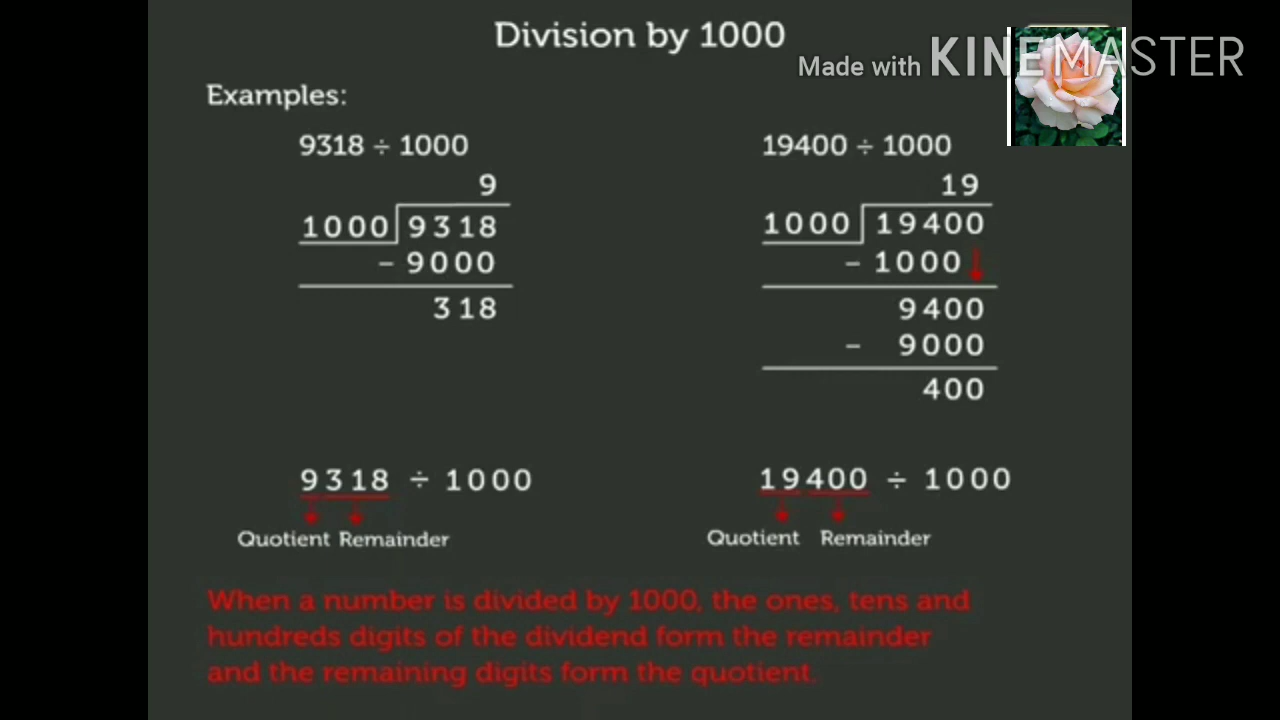 Division by 1000
Made with KINEMASTER
Examples:
9318 ÷ 1000
9
1000 9318
- 9000
318
19400 ÷ 1000
19
1000 19400
- 1000
9400
- 9000
400
9318 ÷ 1000
Quotient Remainder
19400 ÷ 1000
Quotient Remainder
When a number is divided by 1000, the ones, tens and
hundreds digits of the dividend form the remainder
and the remaining digits form the quotient.